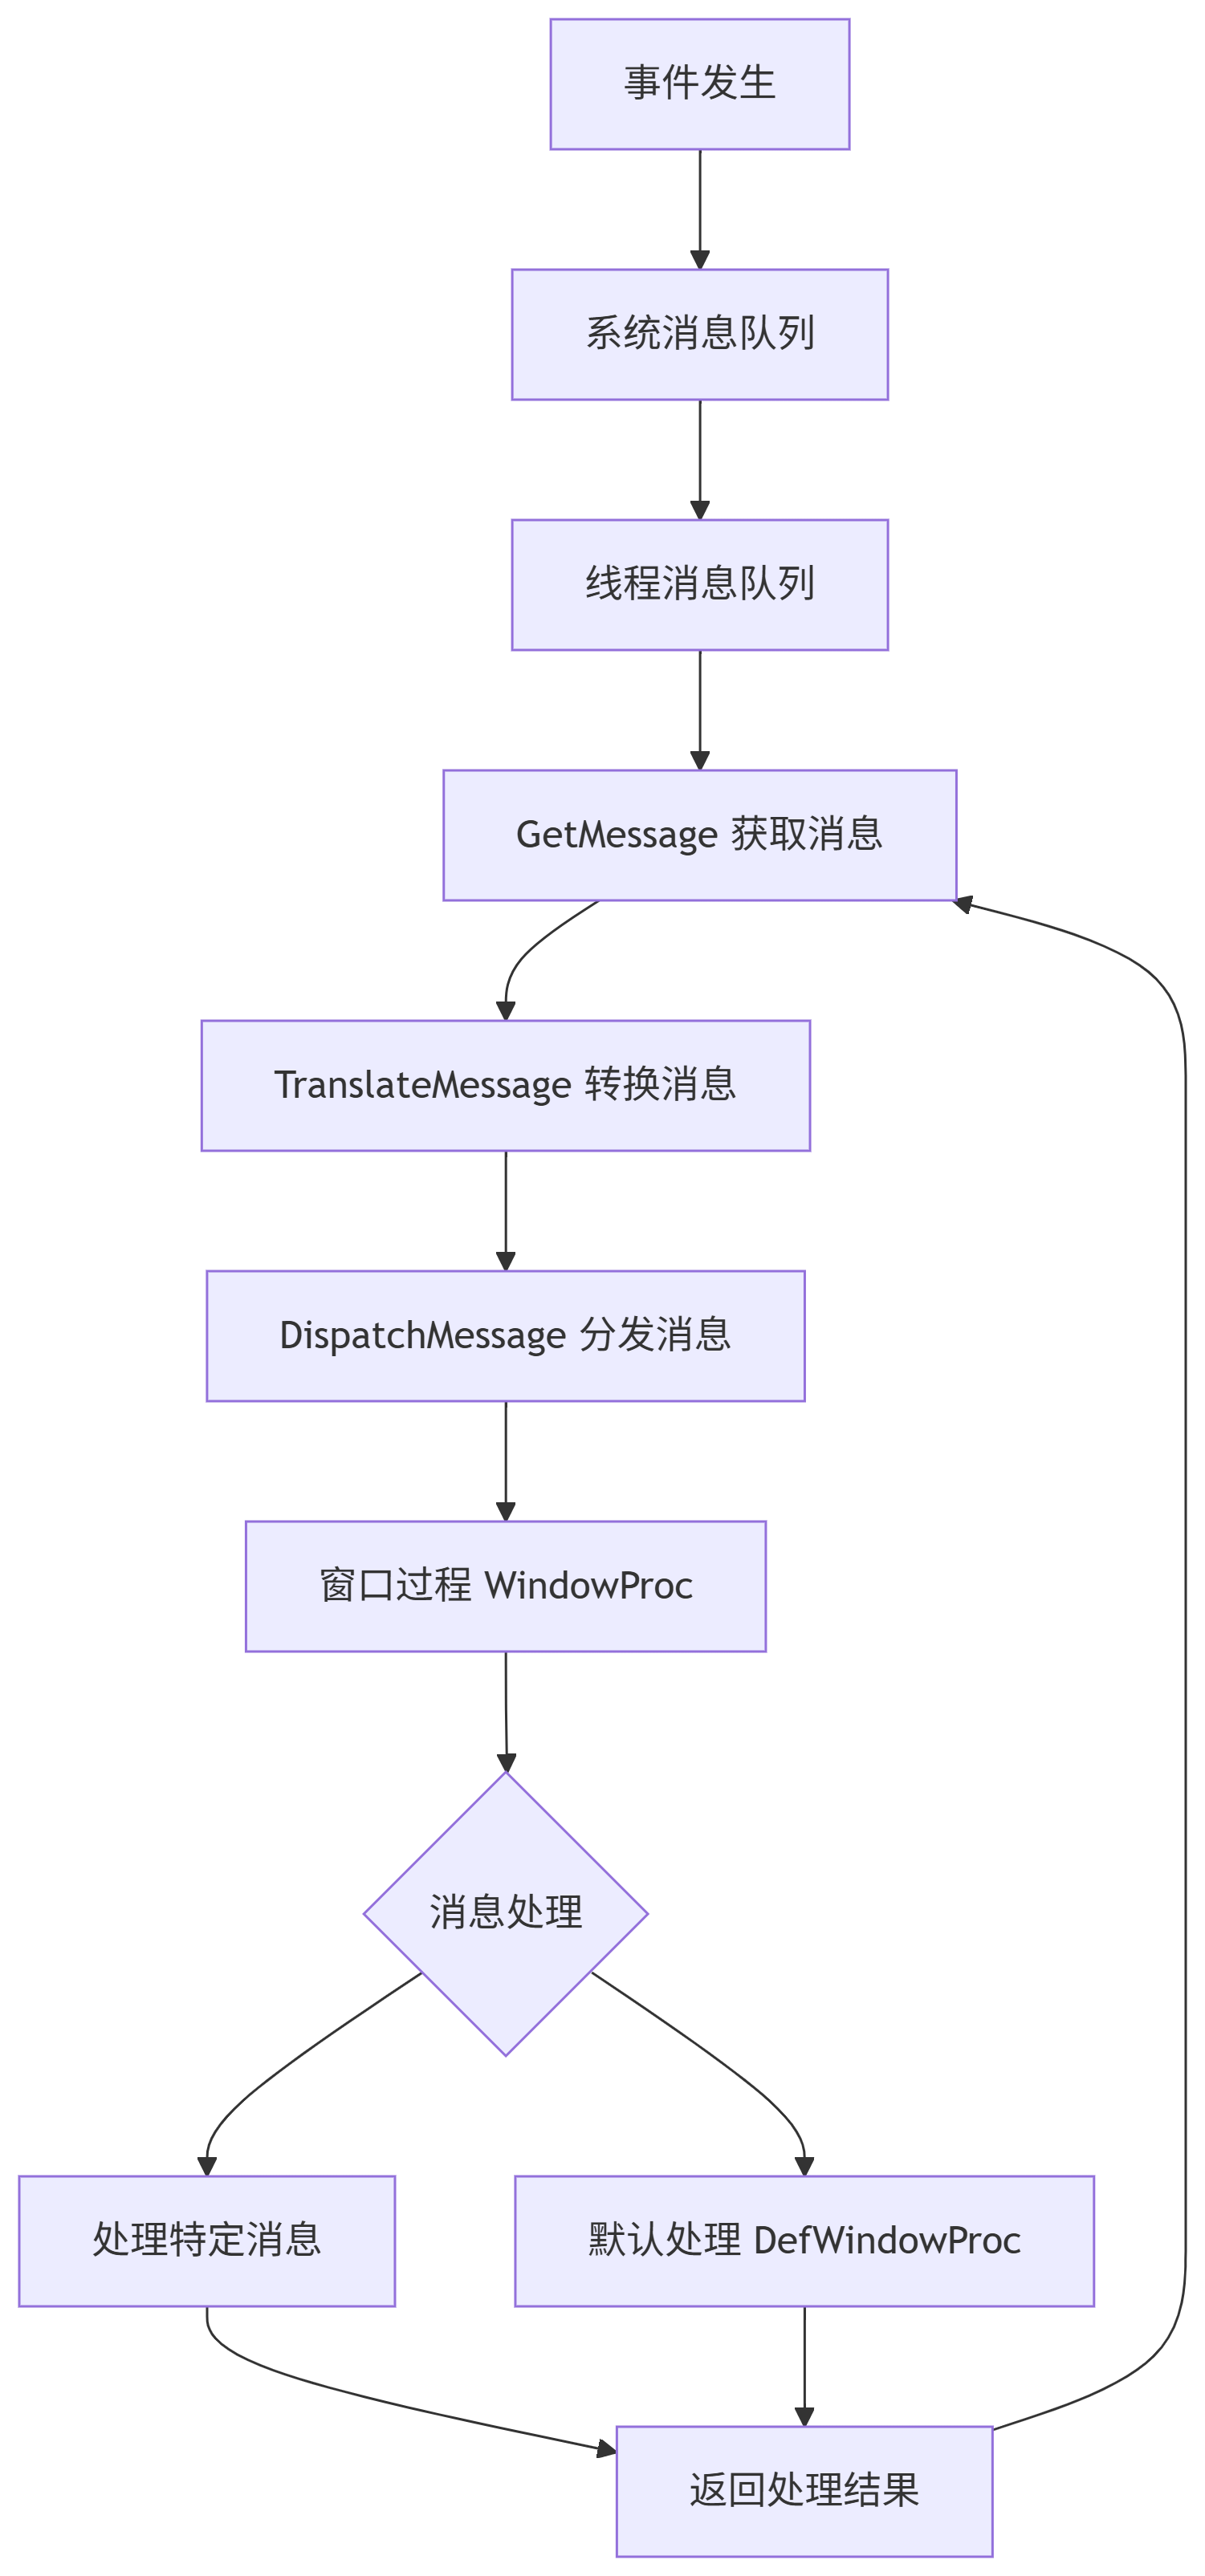 事件发生
系统消息队列
线程消息队列
GetMessage 获取消息
TranslateMessage 转换消息
DispatchMessage 分发消息
窗口过程 WindowProc
消息处理
处理特定消息
默认处理 DefWindowProc
返回处理结果